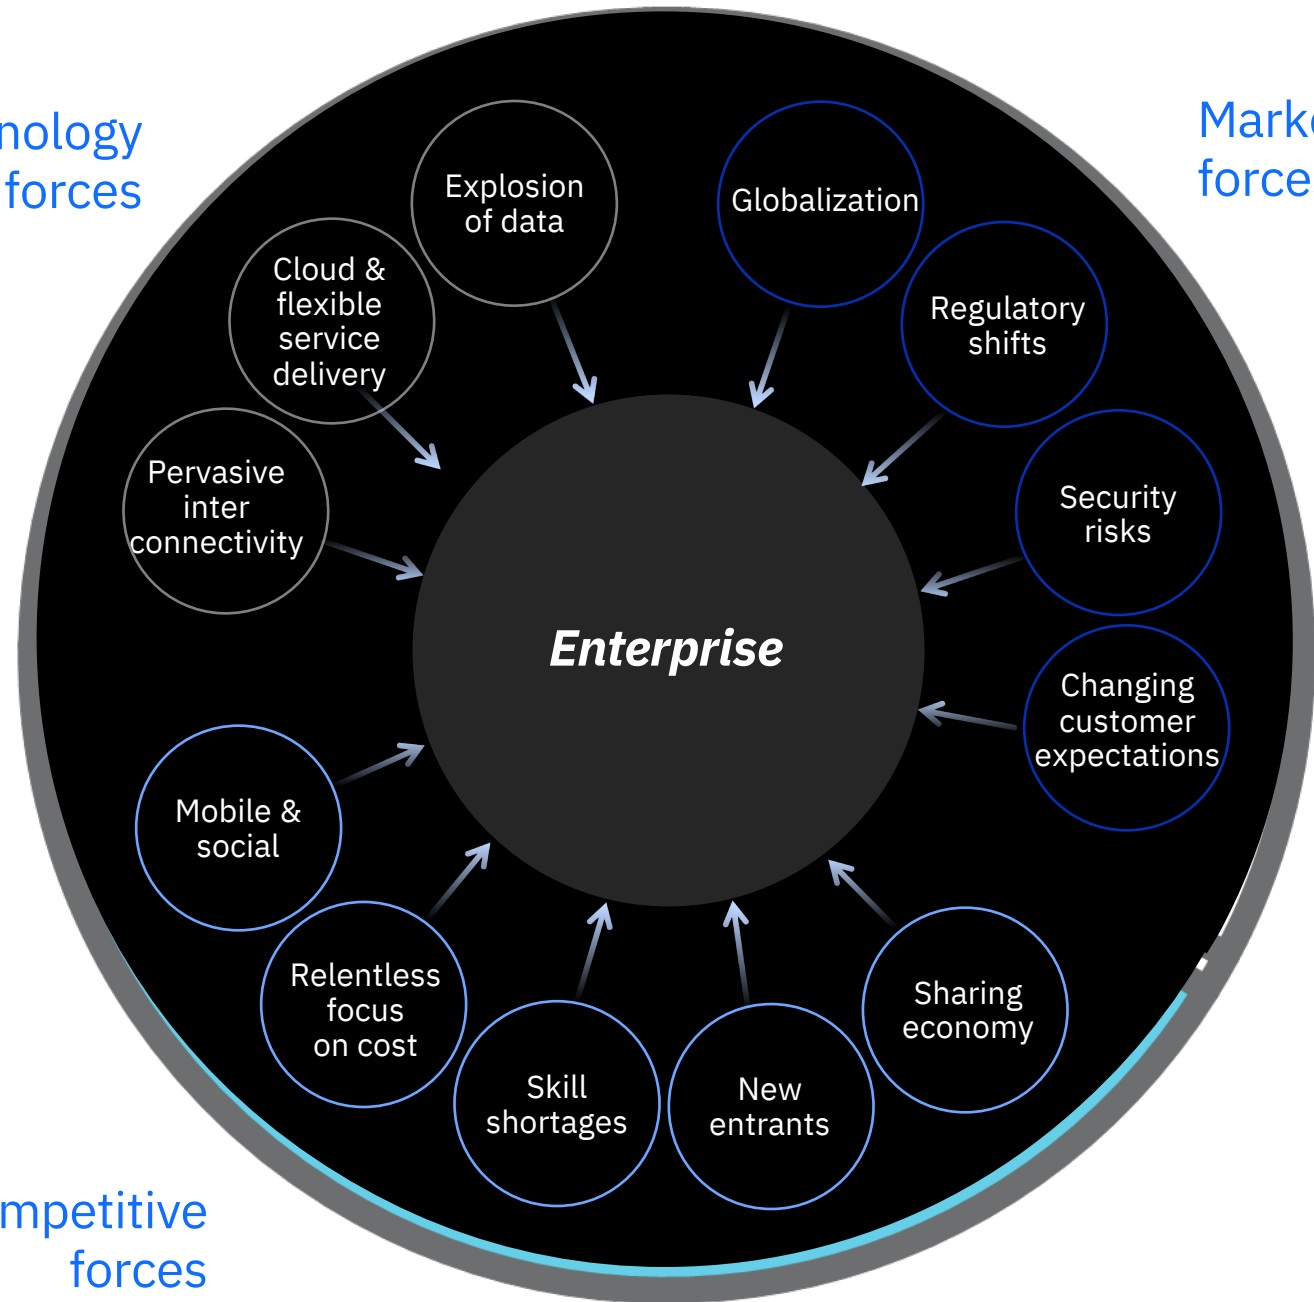 nology
forces
Marke
force
Explosion
of data
Globalization
Cloud &
flexible
service
delivery
Regulatory
shifts
Pervasive
inter
connectivity
Security
risks
Enterprise
Changing
customer
expectations
Mobile &
social
Relentless
focus
on cost
Sharing
economy
Skill
shortages
New
entrants
mpetitive
forces